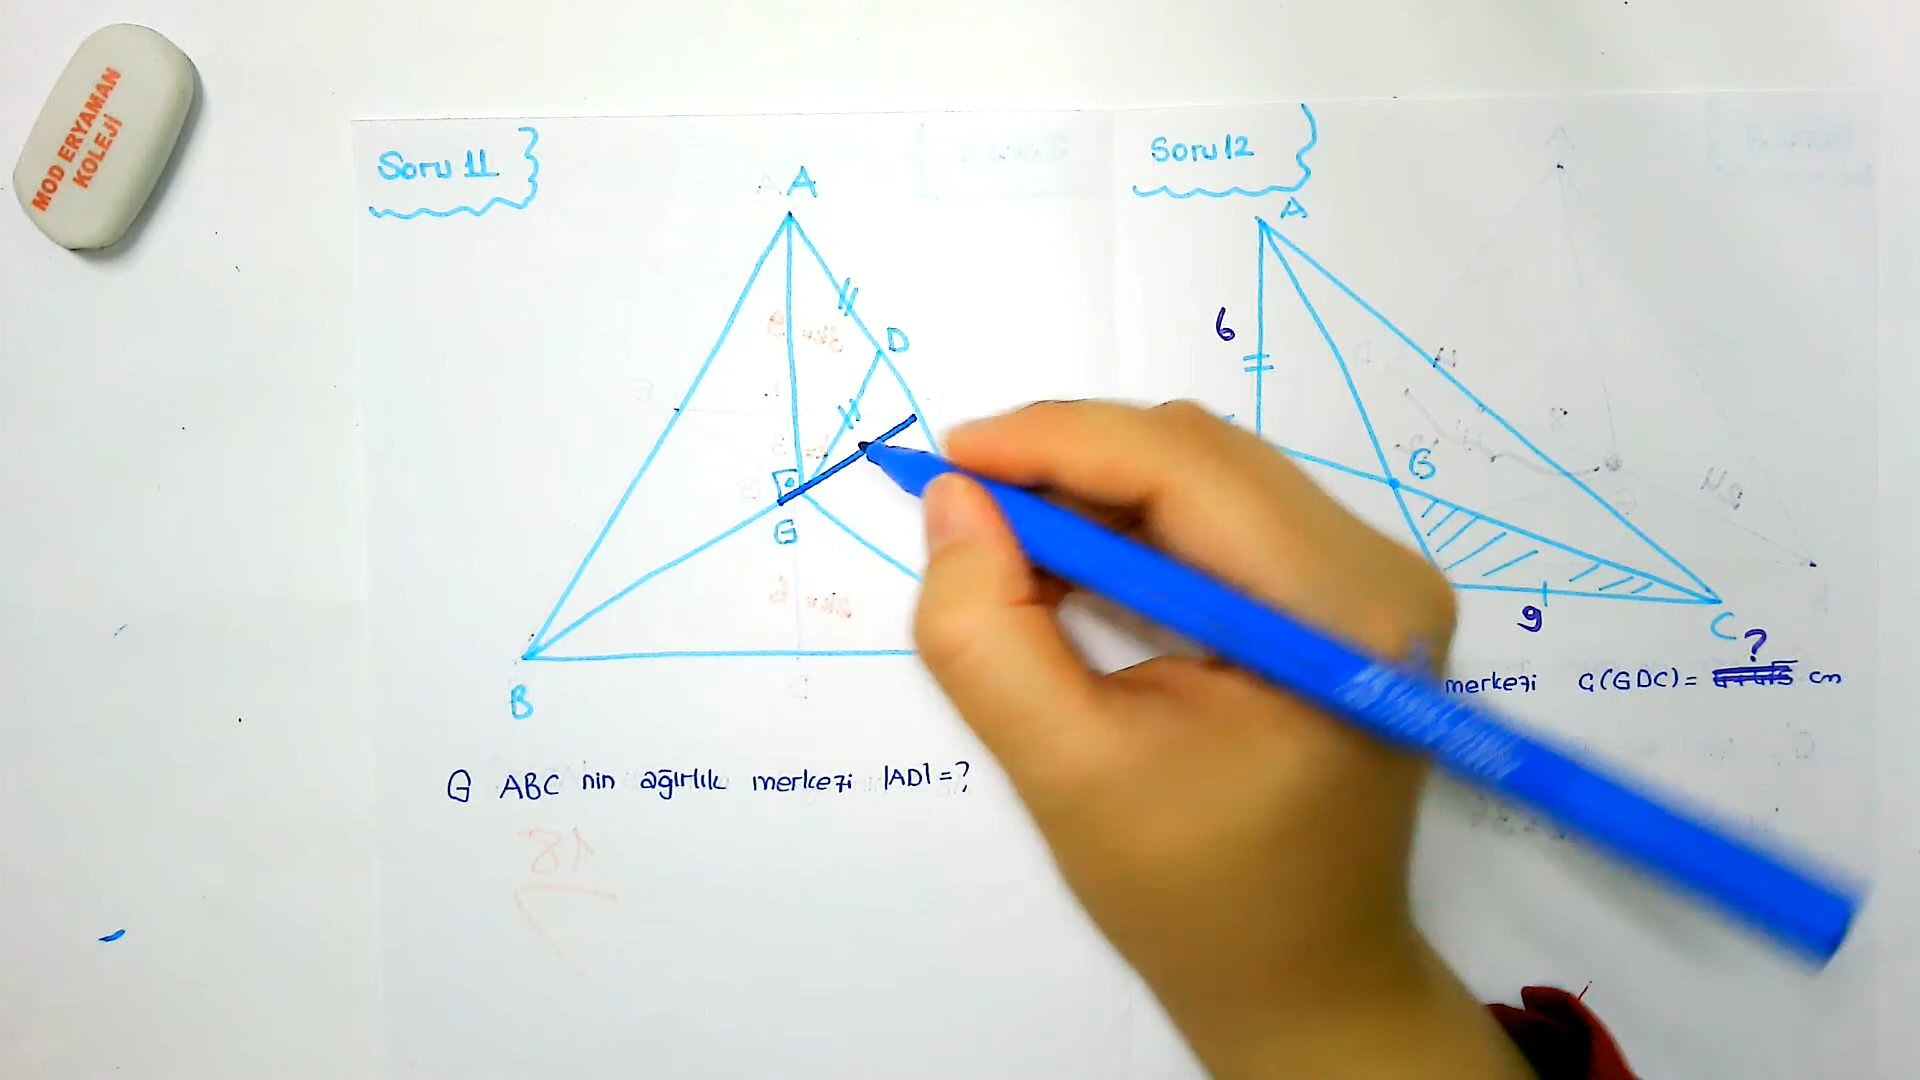 MOD ERYAMAN
KOLEJİ
Soru 11
A
D
G
B
G ABC nin ağırlık merkezi |AD| = ?
Soru 12
A
6
G
9
C
?
merkezi Ç(GDC) = cm